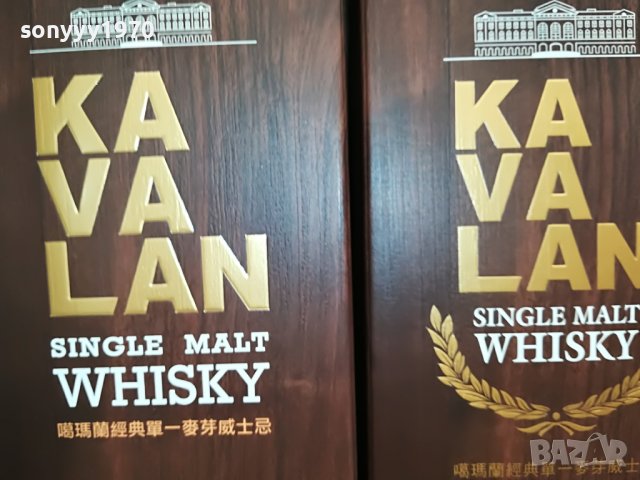 sonyyy1970
KA
VA
LAN
SINGLE MALT
WHISKY
噶瑪蘭經典單一麥芽威士忌
KA
VA
LAN
SINGLE MALT
WHISKY
噶瑪蘭經典單一麥芽威士
BAZAR